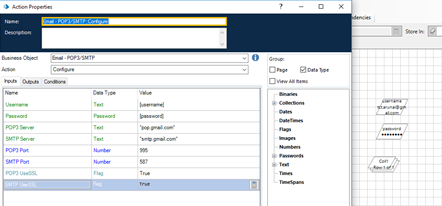 Action Properties
Name: Email - POP3/SMTP::Configure
Description:
Business Object Email - POP3/SMTP
Action Configure
Inputs Outputs Conditions
Name Data Type Value
Username Text [username]
Password Password [password]
POP3 Server Text "pop.gmail.com"
SMTP Server Text "smtp.gmail.com"
POP3 Port Number 995
SMTP Port Number 587
POP3 UseSSL Flag True
SMTP UseSSL Flag True
Group:
Page Data Type
View All Items
Binaries
Collections
Dates
DateTimes
Flags
Images
Numbers
Passwords
Text
Times
TimeSpans
dencies
Store in:
username
ail.com
password
••••••••
Coll1
Row 1 of 1